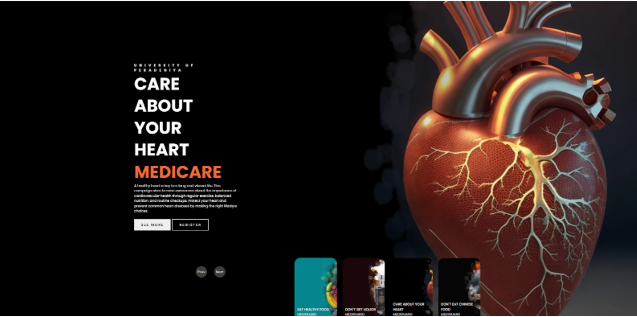 UNIVERSITY OF
PERADENIYA
CARE
ABOUT
YOUR
HEART
MEDICARE
A healthy heart is key to a long and vibrant life. This
campaign aims to raise awareness about the importance of
cardiovascular health through regular exercise, balanced
nutrition, and routine checkups. Protect your heart and
prevent common heart diseases by making the right lifestyle
choices.
SEE MORE
REGISTER
Prev
Next
EAT HEALTHY FOOD
MEDICARE
DON'T GET
MEDICARE
CARE ABOUT YOUR
HEART
MEDICARE
DON'T EAT CHINESE
FOOD
MEDICARE